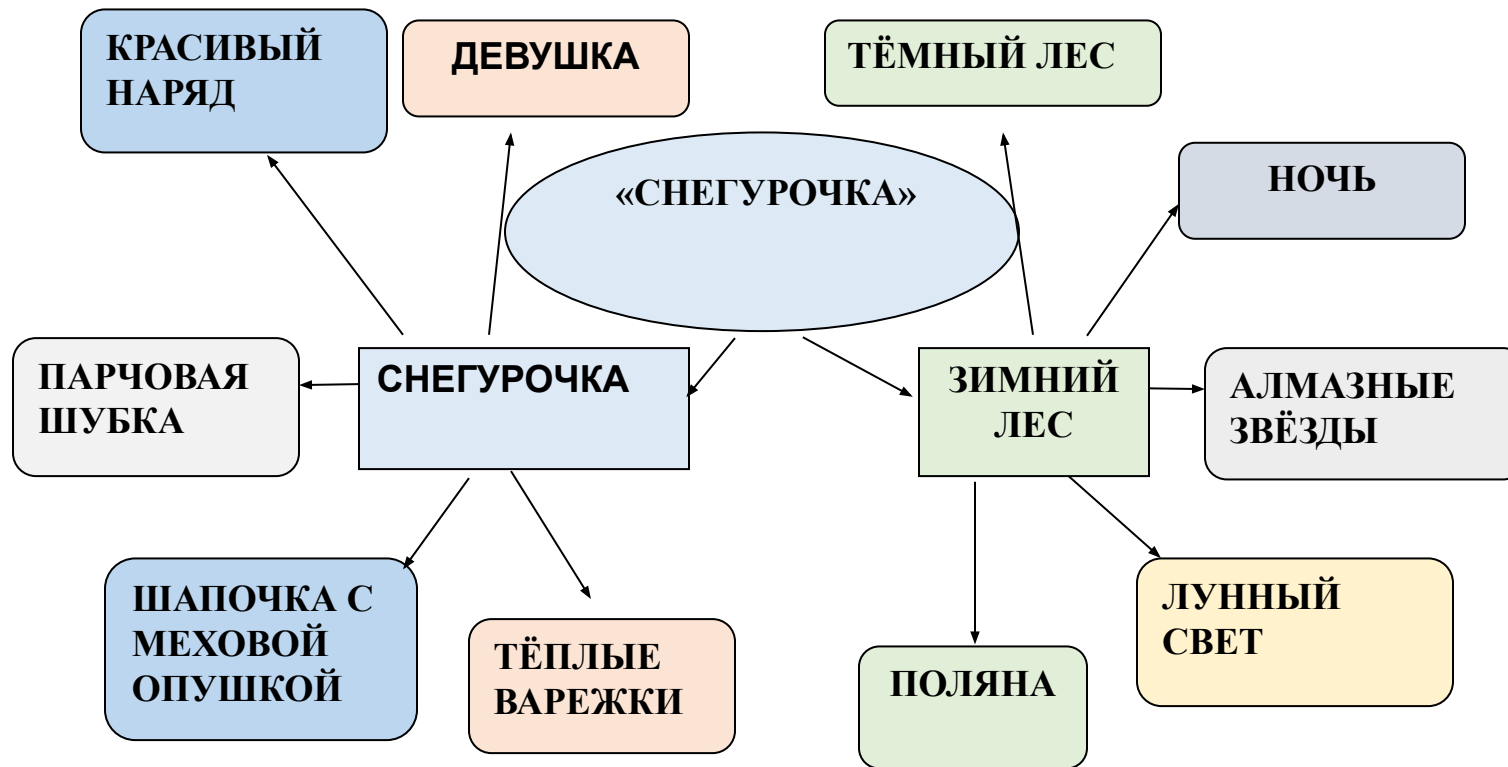 КРАСИВЫЙ
НАРЯД
ДЕВУШКА
ТЁМНЫЙ ЛЕС
«СНЕГУРОЧКА»
НОЧЬ
ПАРЧОВАЯ
ШУБКА
СНЕГУРОЧКА
ЗИМНИЙ
ЛЕС
АЛМАЗНЫЕ
ЗВЁЗДЫ
ШАПОЧКА С
МЕХОВОЙ
ОПУШКОЙ
ТЁПЛЫЕ
ВАРЕЖКИ
ПОЛЯНА
ЛУННЫЙ
СВЕТ